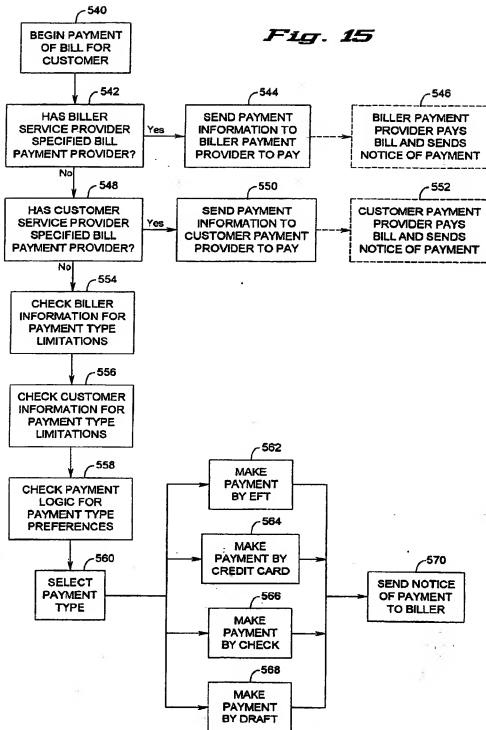 Fig. 15
540
BEGIN PAYMENT
OF BILL FOR
CUSTOMER
542
HAS BILLER
SERVICE PROVIDER
SPECIFIED BILL
PAYMENT PROVIDER?
Yes
544
SEND PAYMENT
INFORMATION TO
BILLER PAYMENT
PROVIDER TO PAY
546
BILLER PAYMENT
PROVIDER PAYS
BILL AND SENDS
NOTICE OF PAYMENT
No
548
HAS CUSTOMER
SERVICE PROVIDER
SPECIFIED BILL
PAYMENT PROVIDER?
Yes
550
SEND PAYMENT
INFORMATION TO
CUSTOMER PAYMENT
PROVIDER TO PAY
552
CUSTOMER PAYMENT
PROVIDER PAYS
BILL AND SENDS
NOTICE OF PAYMENT
No
554
CHECK BILLER
INFORMATION FOR
PAYMENT TYPE
LIMITATIONS
556
CHECK CUSTOMER
INFORMATION FOR
PAYMENT TYPE
LIMITATIONS
558
CHECK PAYMENT
LOGIC FOR
PAYMENT TYPE
PREFERENCES
560
SELECT
PAYMENT
TYPE
562
MAKE
PAYMENT
BY EFT
564
MAKE
PAYMENT BY
CREDIT CARD
566
MAKE
PAYMENT
BY CHECK
568
MAKE
PAYMENT
BY DRAFT
570
SEND NOTICE
OF PAYMENT
TO BILLER